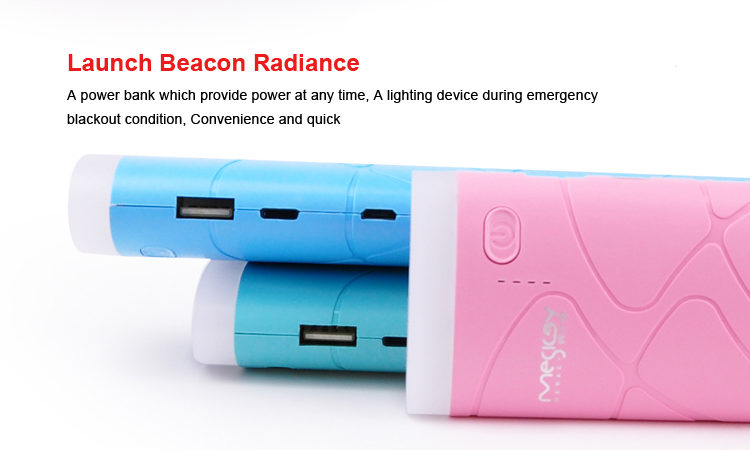 Launch Beacon Radiance
A power bank which provide power at any time, A lighting device during emergency
blackout condition, Convenience and quick